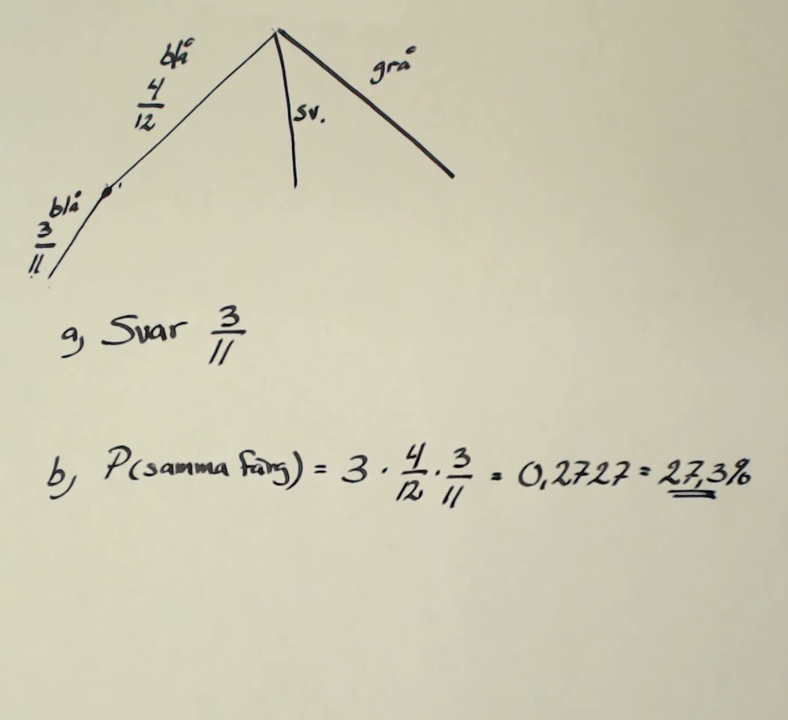 blå
4/12
grå
sv.
blå
3/11
a, Svar 3/11
b, P(samma färg) = 3 · 4/12 · 3/11 = 0,2727 = 27,3%